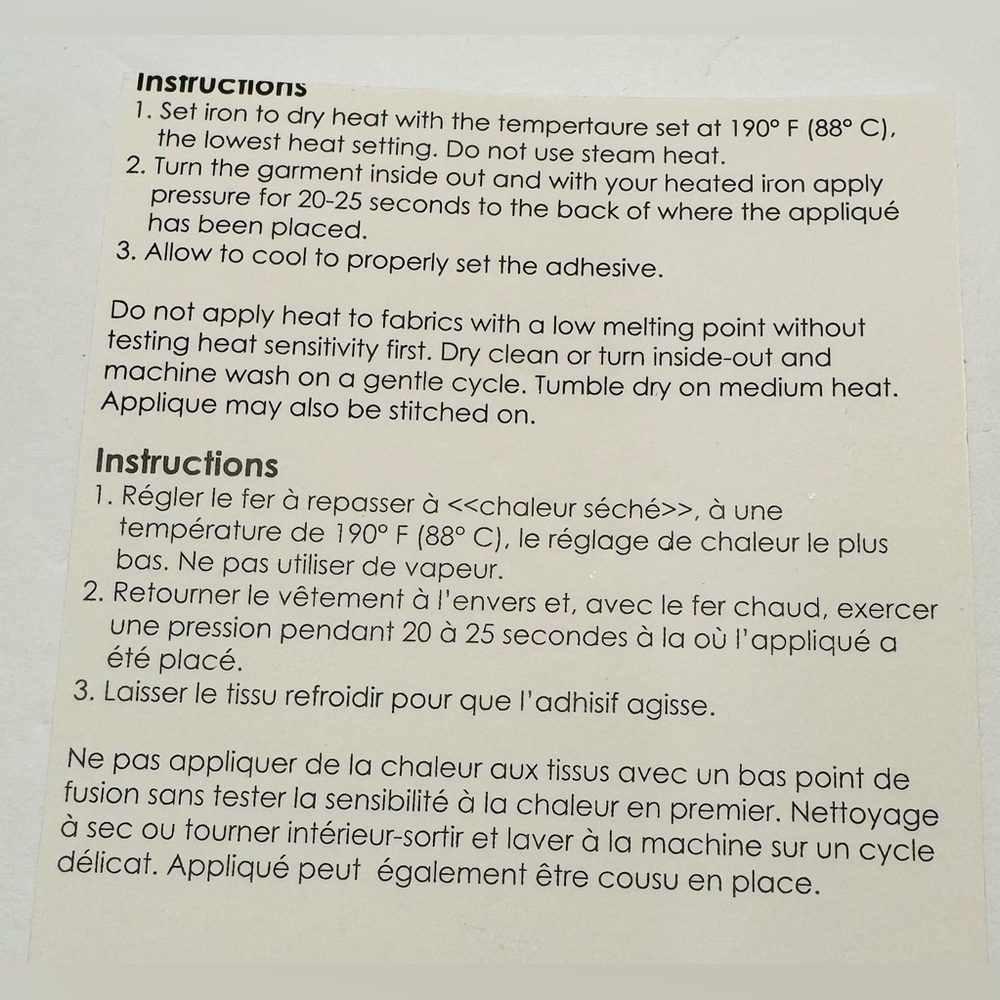 Instructions
1. Set iron to dry heat with the tempertaure set at 190° F (88° C),
the lowest heat setting. Do not use steam heat.
2. Turn the garment inside out and with your heated iron apply
pressure for 20-25 seconds to the back of where the appliqué
has been placed.
3. Allow to cool to properly set the adhesive.
Do not apply heat to fabrics with a low melting point without
testing heat sensitivity first. Dry clean or turn inside-out and
machine wash on a gentle cycle. Tumble dry on medium heat.
Applique may also be stitched on.
Instructions
1. Régler le fer à repasser à <<chaleur séché>>, à une
température de 190° F (88° C), le réglage de chaleur le plus
bas. Ne pas utiliser de vapeur.
2. Retourner le vêtement à l'envers et, avec le fer chaud, exercer
une pression pendant 20 à 25 secondes à la où l'appliqué a
été placé.
3. Laisser le tissu refroidir pour que l'adhisif agisse.
Ne pas appliquer de la chaleur aux tissus avec un bas point de
fusion sans tester la sensibilité à la chaleur en premier. Nettoyage
à sec ou tourner intérieur-sortir et laver à la machine sur un cycle
délicat. Appliqué peut également être cousu en place.